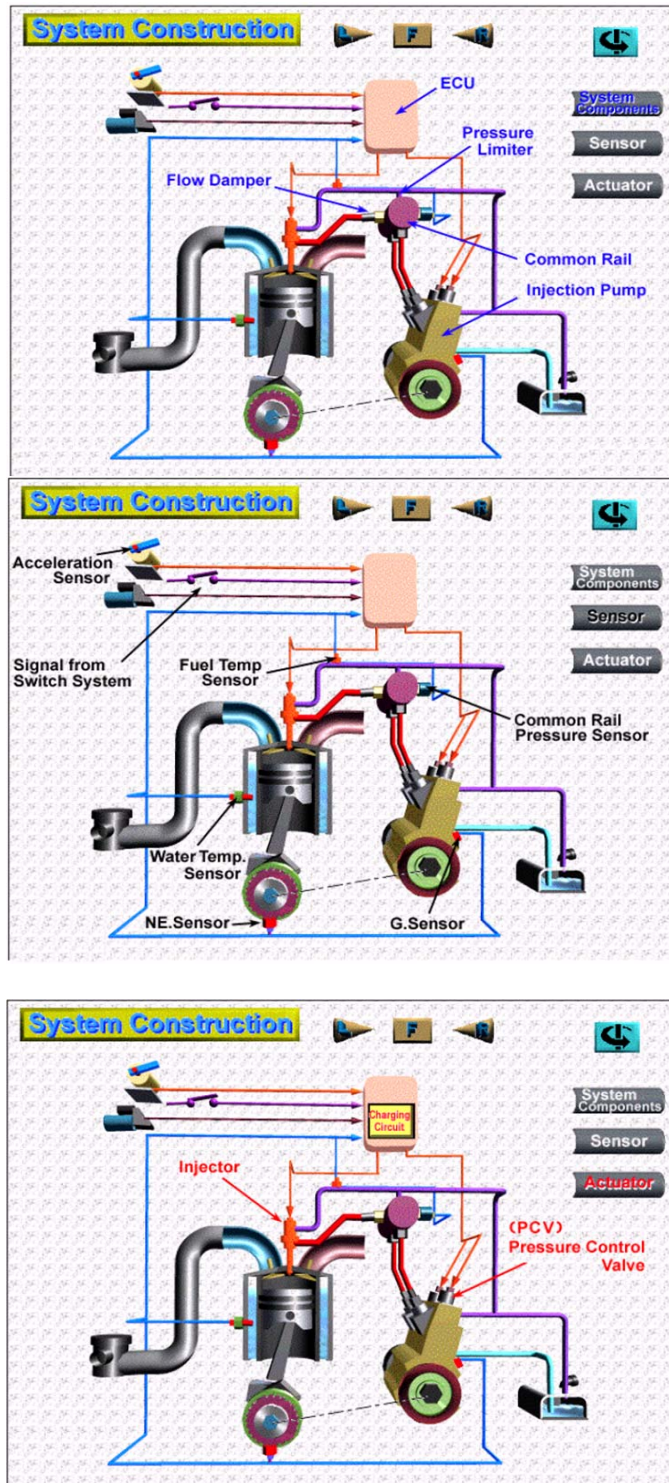 System Construction
L F R
ECU
System
Components
Pressure
Limiter
Sensor
Flow Damper
Actuator
Common Rail
Injection Pump
System Construction
L F R
Acceleration
Sensor
System
Components
Sensor
Signal from
Switch System
Fuel Temp
Sensor
Actuator
Common Rail
Pressure Sensor
Water Temp.
Sensor
NE.Sensor
G.Sensor
System Construction
L F R
System
Components
Charging
Circuit
Sensor
Injector
Actuator
(PCV)
Pressure Control
Valve